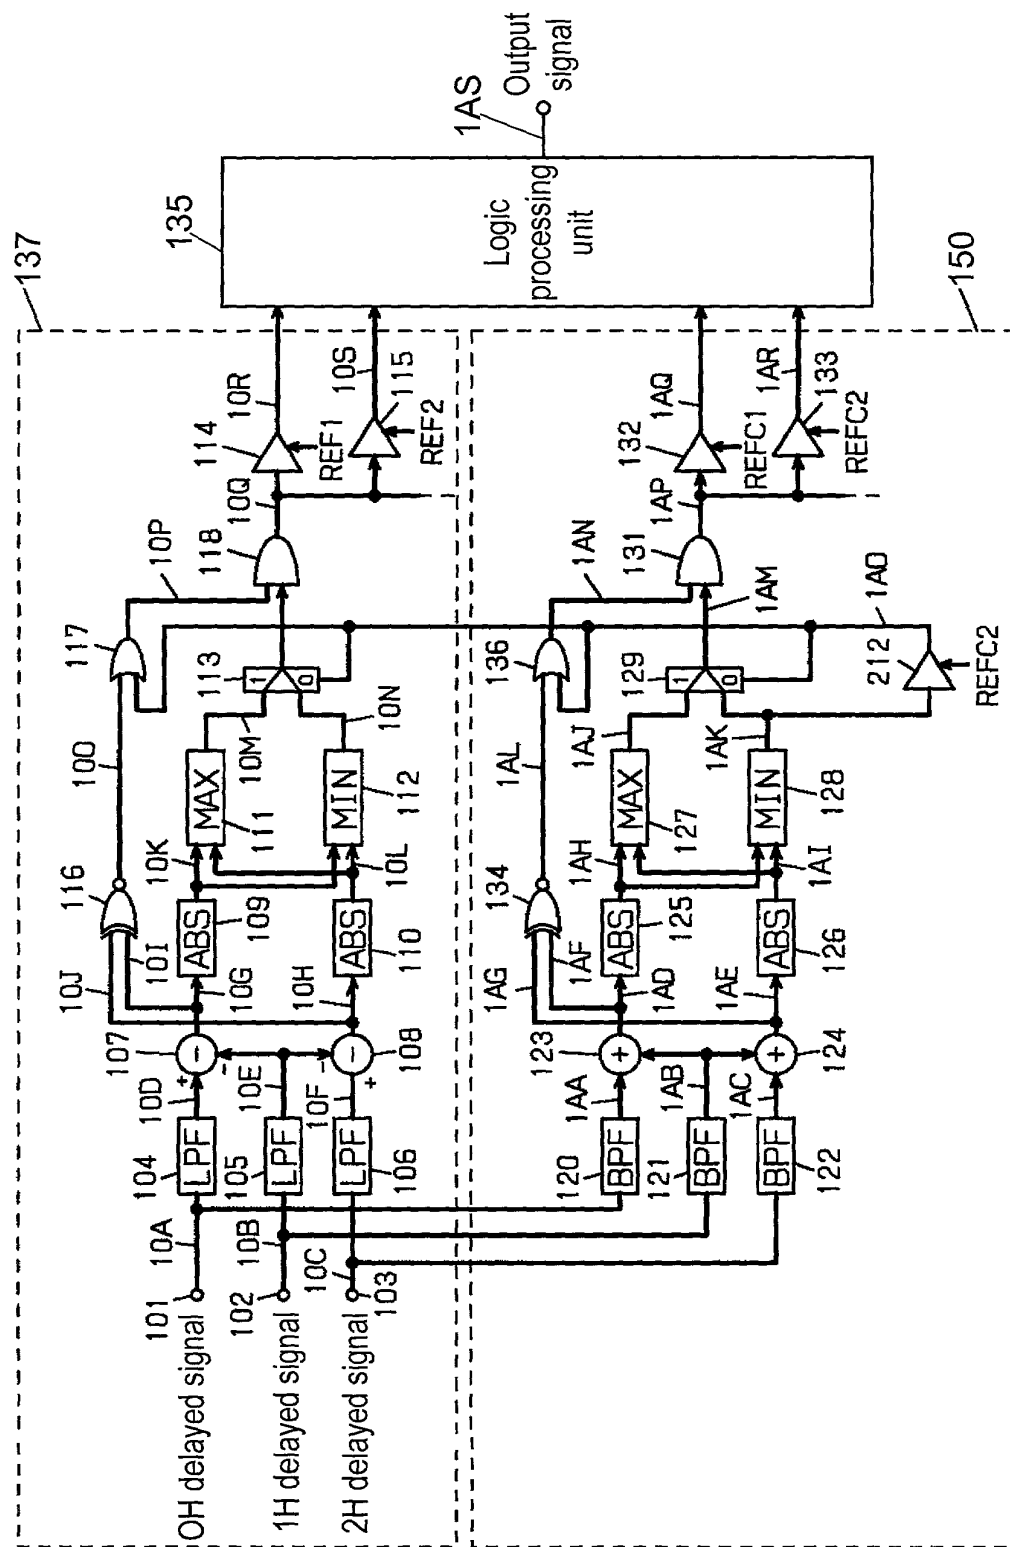 137
0H delayed signal
101
10A
104
LPF
10D
+
107
−
−
10G
10J
10I
116
10O
109
ABS
10K
111
MAX
10M
113
1
0
117
10P
118
10Q
114
REF1
10R
1H delayed signal
102
10B
105
LPF
10E
2H delayed signal
103
10C
106
LPF
10F
+
−
−
108
10H
110
ABS
10L
112
MIN
10N
115
REF2
10S
135
Logic
processing
unit
1AS
Output
signal
150
120
BPF
1AA
123
+
1AD
1AG
1AF
134
1AL
125
ABS
1AH
127
MAX
1AJ
129
1
0
136
1AN
131
1AM
1AP
132
REFC1
1AQ
121
BPF
1AB
122
BPF
1AC
124
+
1AE
126
ABS
1AI
128
MIN
1AK
212
REFC2
1AO
133
REFC2
1AR